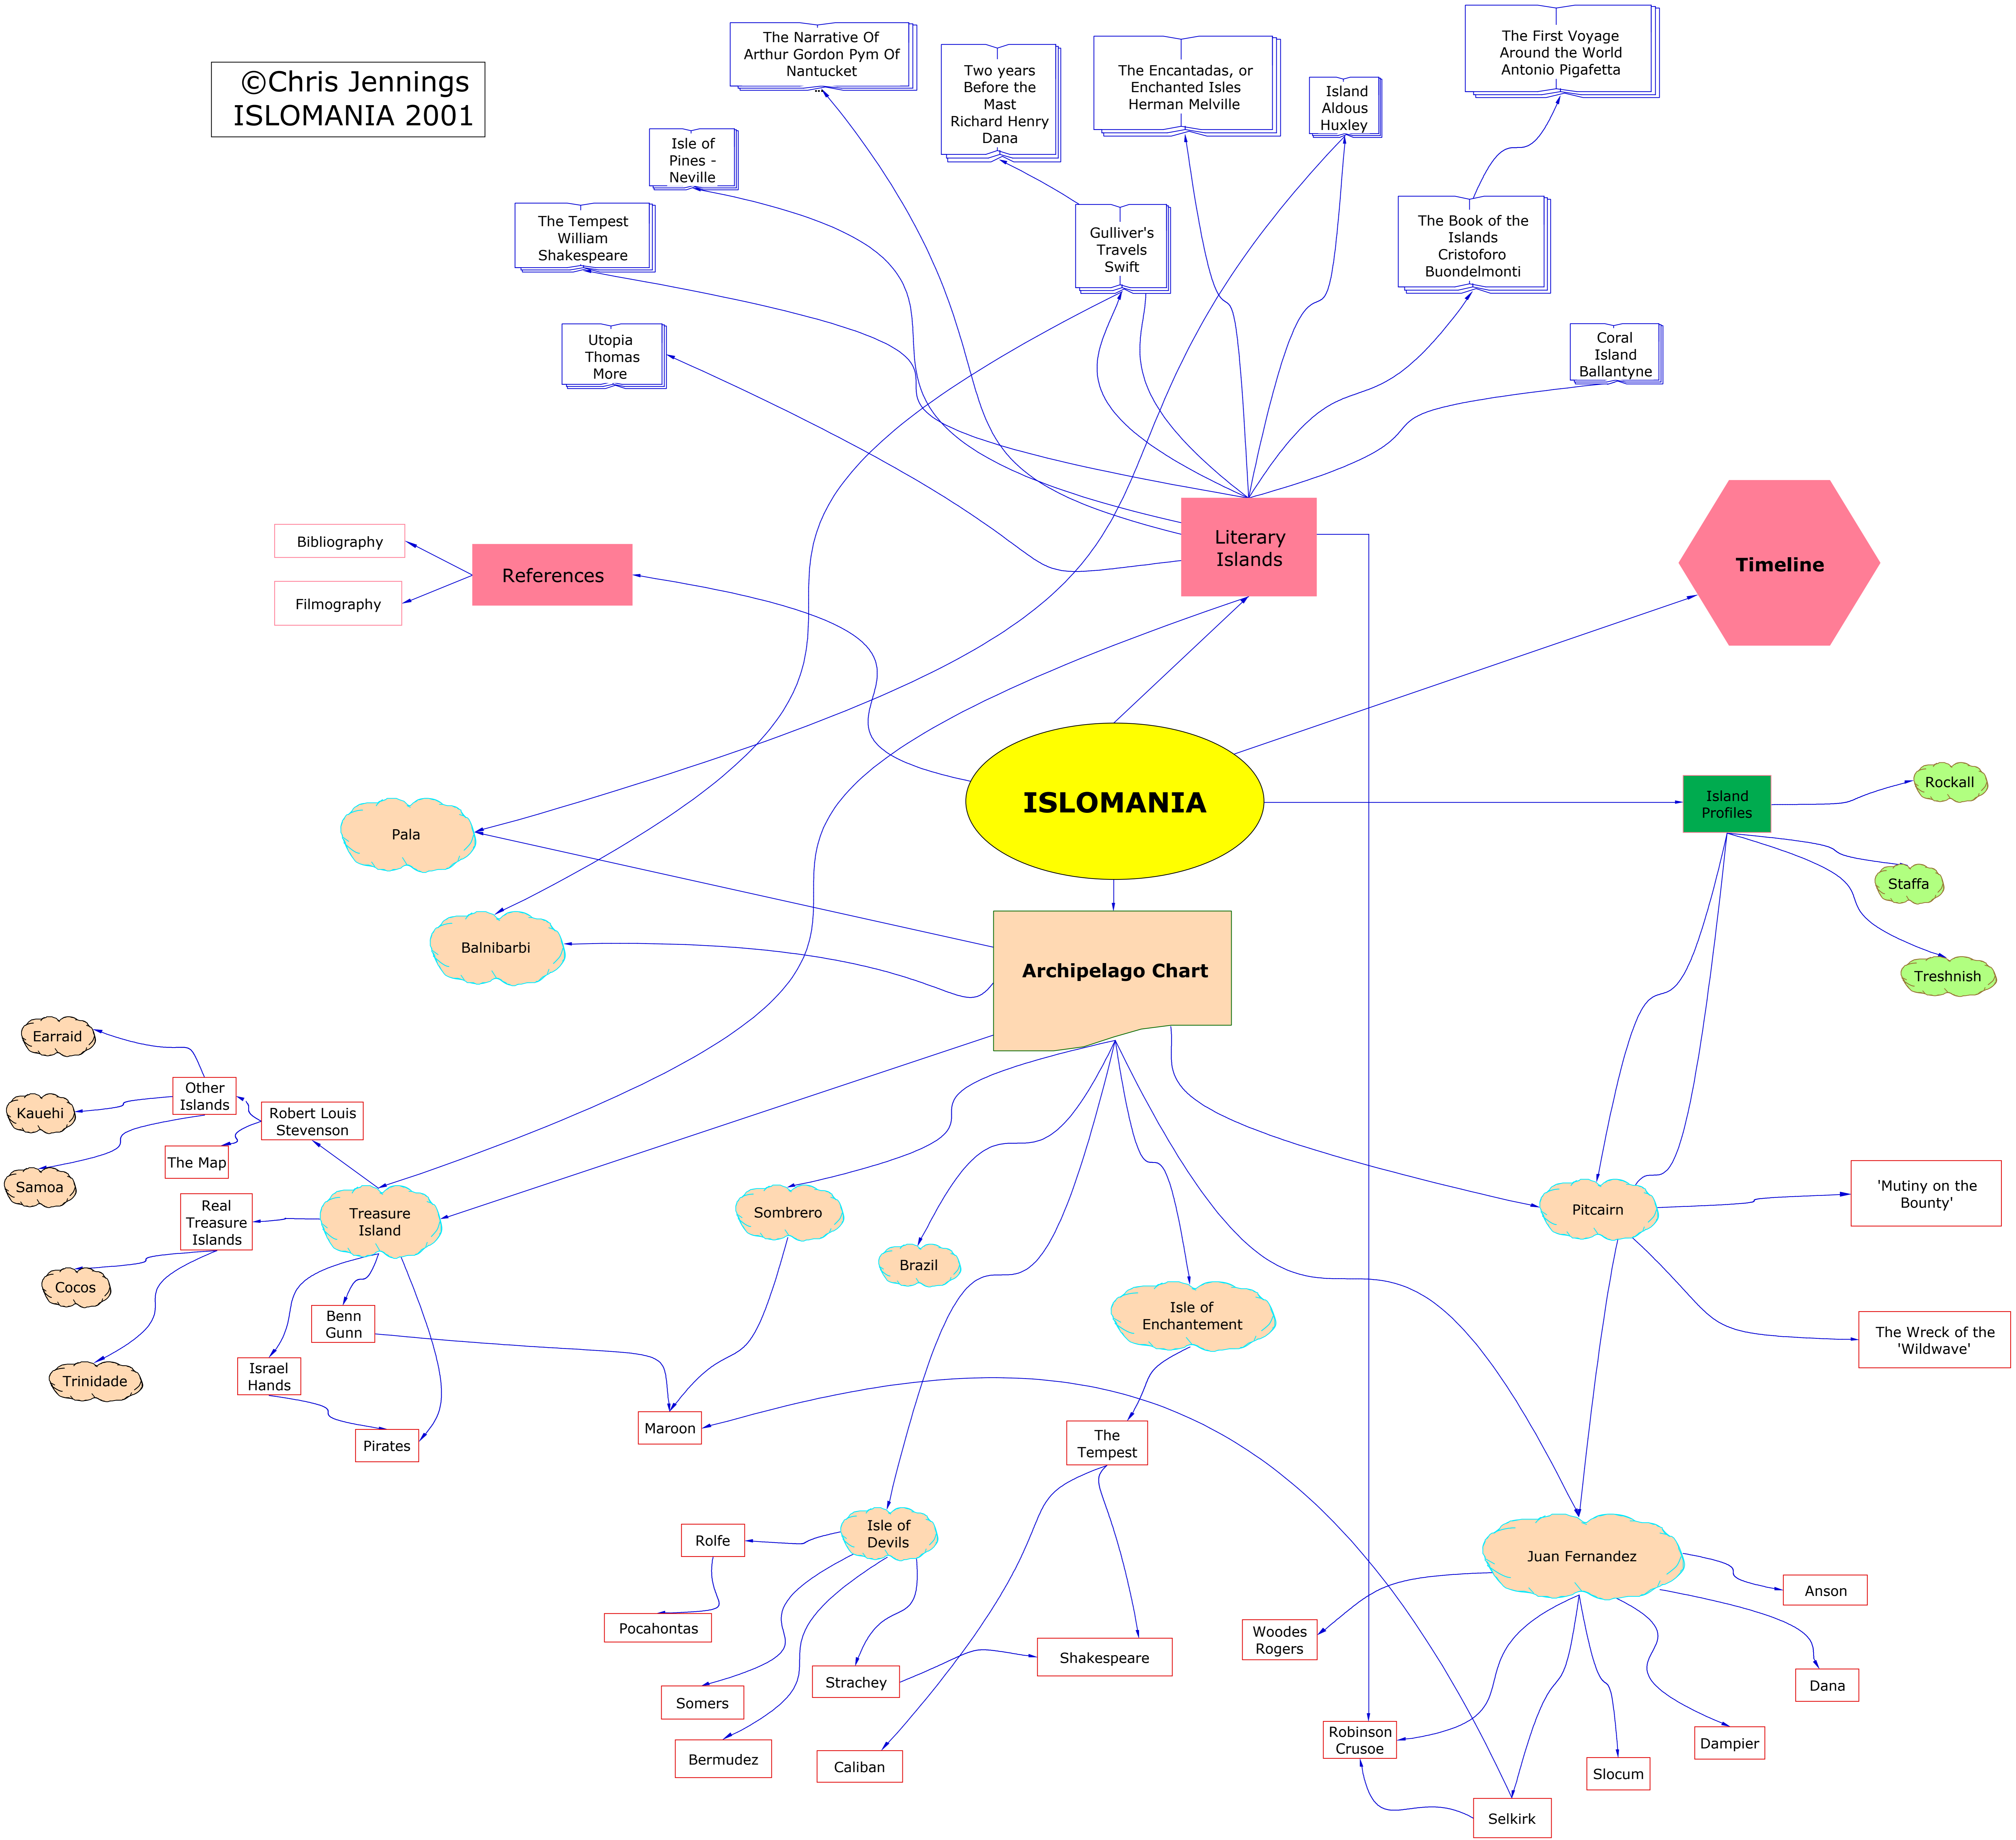 ©Chris Jennings
ISLOMANIA 2001
The Narrative Of
Arthur Gordon Pym Of
Nantucket
...
Two years
Before the
Mast
Richard Henry
Dana
The Encantadas, or
Enchanted Isles
Herman Melville
Island
Aldous
Huxley
The First Voyage
Around the World
Antonio Pigafetta
Isle of
Pines -
Neville
The Tempest
William
Shakespeare
Gulliver's
Travels
Swift
The Book of the
Islands
Cristoforo
Buondelmonti
Utopia
Thomas
More
Coral
Island
Ballantyne
Bibliography
Filmography
References
Literary
Islands
Timeline
ISLOMANIA
Island
Profiles
Rockall
Staffa
Treshnish
Pala
Balnibarbi
Archipelago Chart
Earraid
Kauehi
Samoa
Other
Islands
Robert Louis
Stevenson
The Map
Real
Treasure
Islands
Treasure
Island
Cocos
Trinidade
Benn
Gunn
Israel
Hands
Pirates
Sombrero
Brazil
Isle of
Enchantement
Pitcairn
'Mutiny on the
Bounty'
The Wreck of the
'Wildwave'
Maroon
The
Tempest
Isle of
Devils
Rolfe
Pocahontas
Somers
Bermudez
Strachey
Shakespeare
Caliban
Juan Fernandez
Woodes
Rogers
Anson
Dana
Dampier
Slocum
Robinson
Crusoe
Selkirk